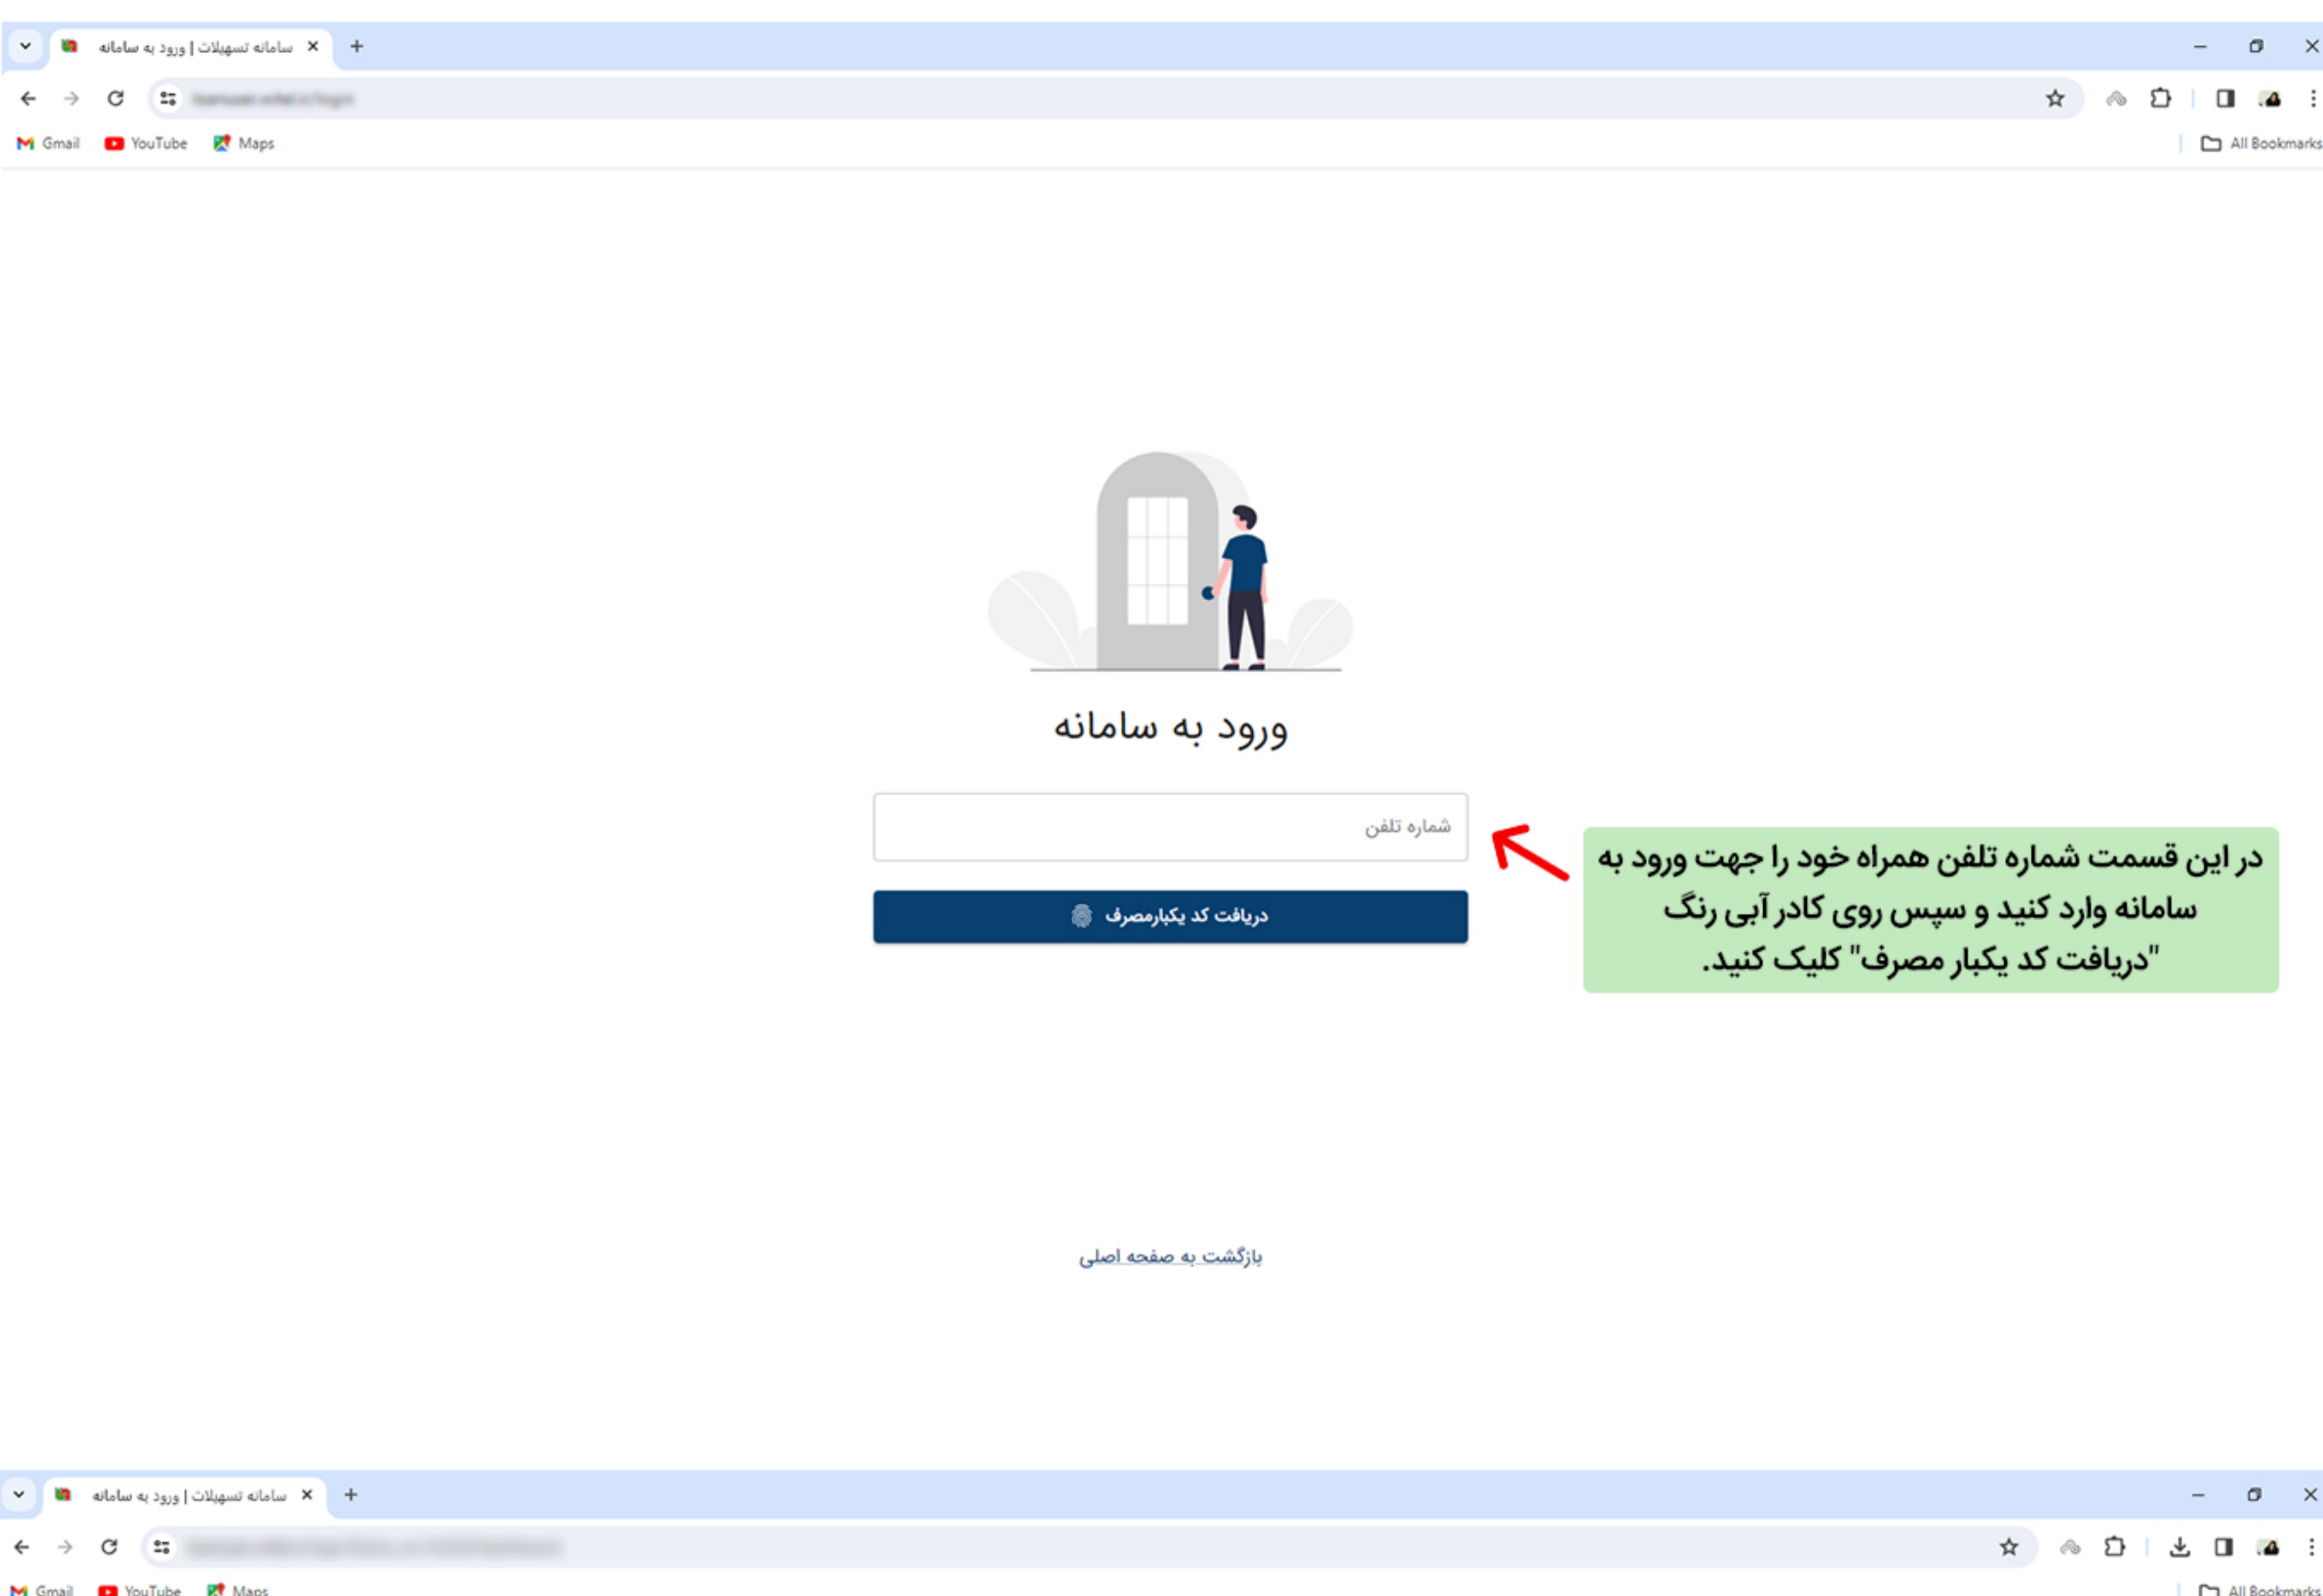 سامانه تسهیلات | ورود به سامانه
Gmail YouTube Maps All Bookmarks
ورود به سامانه
شماره تلفن
دریافت کد یکبارمصرف
در این قسمت شماره تلفن همراه خود را جهت ورود به
سامانه وارد کنید و سپس روی کادر آبی رنگ
"دریافت کد یکبار مصرف" کلیک کنید.
بازگشت به صفحه اصلی
سامانه تسهیلات | ورود به سامانه
Gmail YouTube Maps All Bookmarks